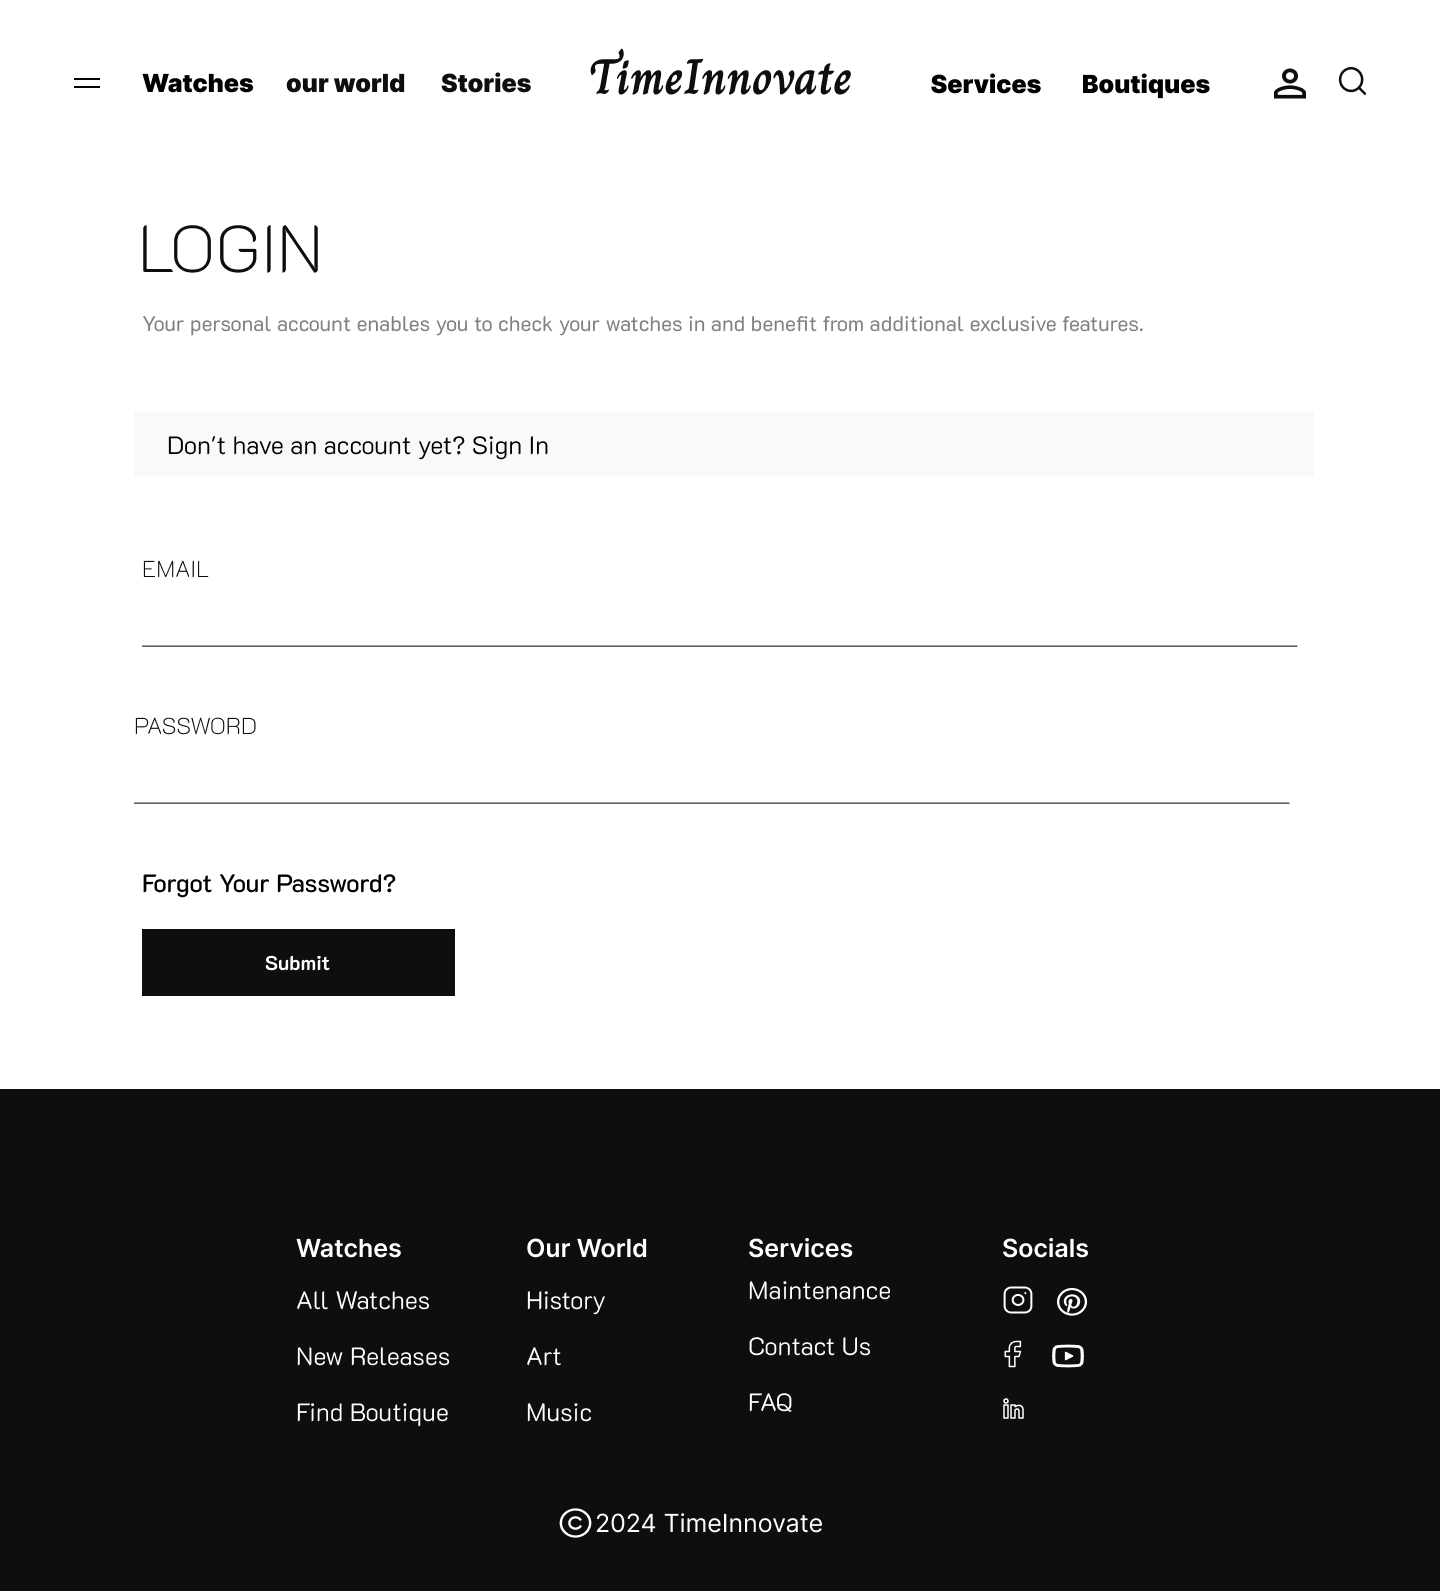 Watches our world Stories TimeInnovate Services Boutiques
LOGIN
Your personal account enables you to check your watches in and benefit from additional exclusive features.
Don't have an account yet? Sign In
EMAIL
PASSWORD
Forgot Your Password?
Submit
Watches
All Watches
New Releases
Find Boutique
Our World
History
Art
Music
Services
Maintenance
Contact Us
FAQ
Socials
©2024 TimeInnovate